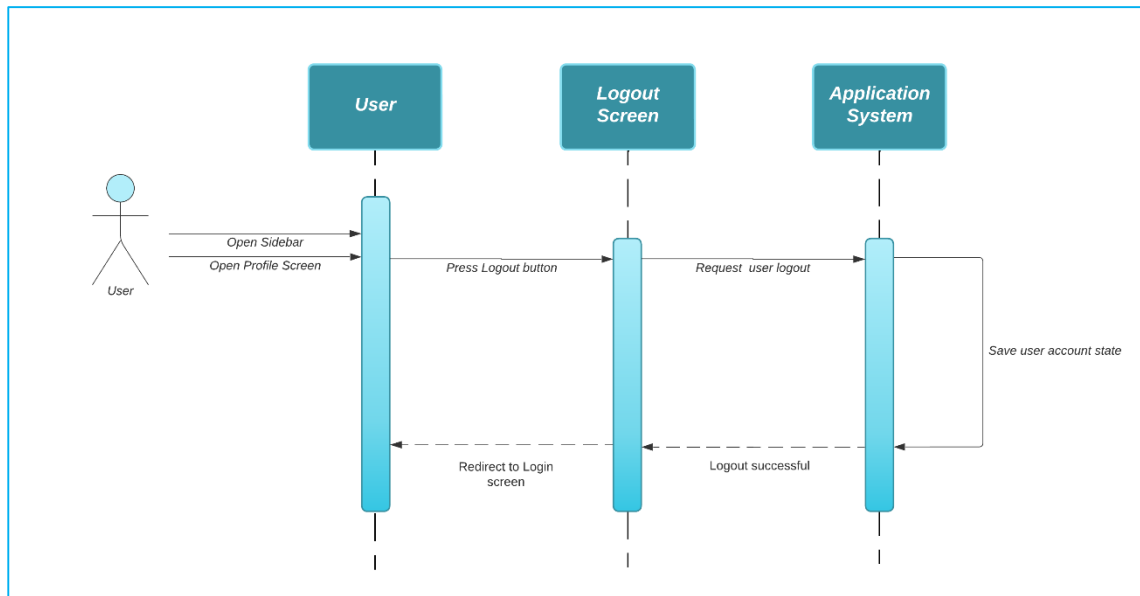 User
Logout
Screen
Application
System
Open Sidebar
Open Profile Screen
User
Press Logout button
Request  user logout
Save user account state
Redirect to Login
screen
Logout successful